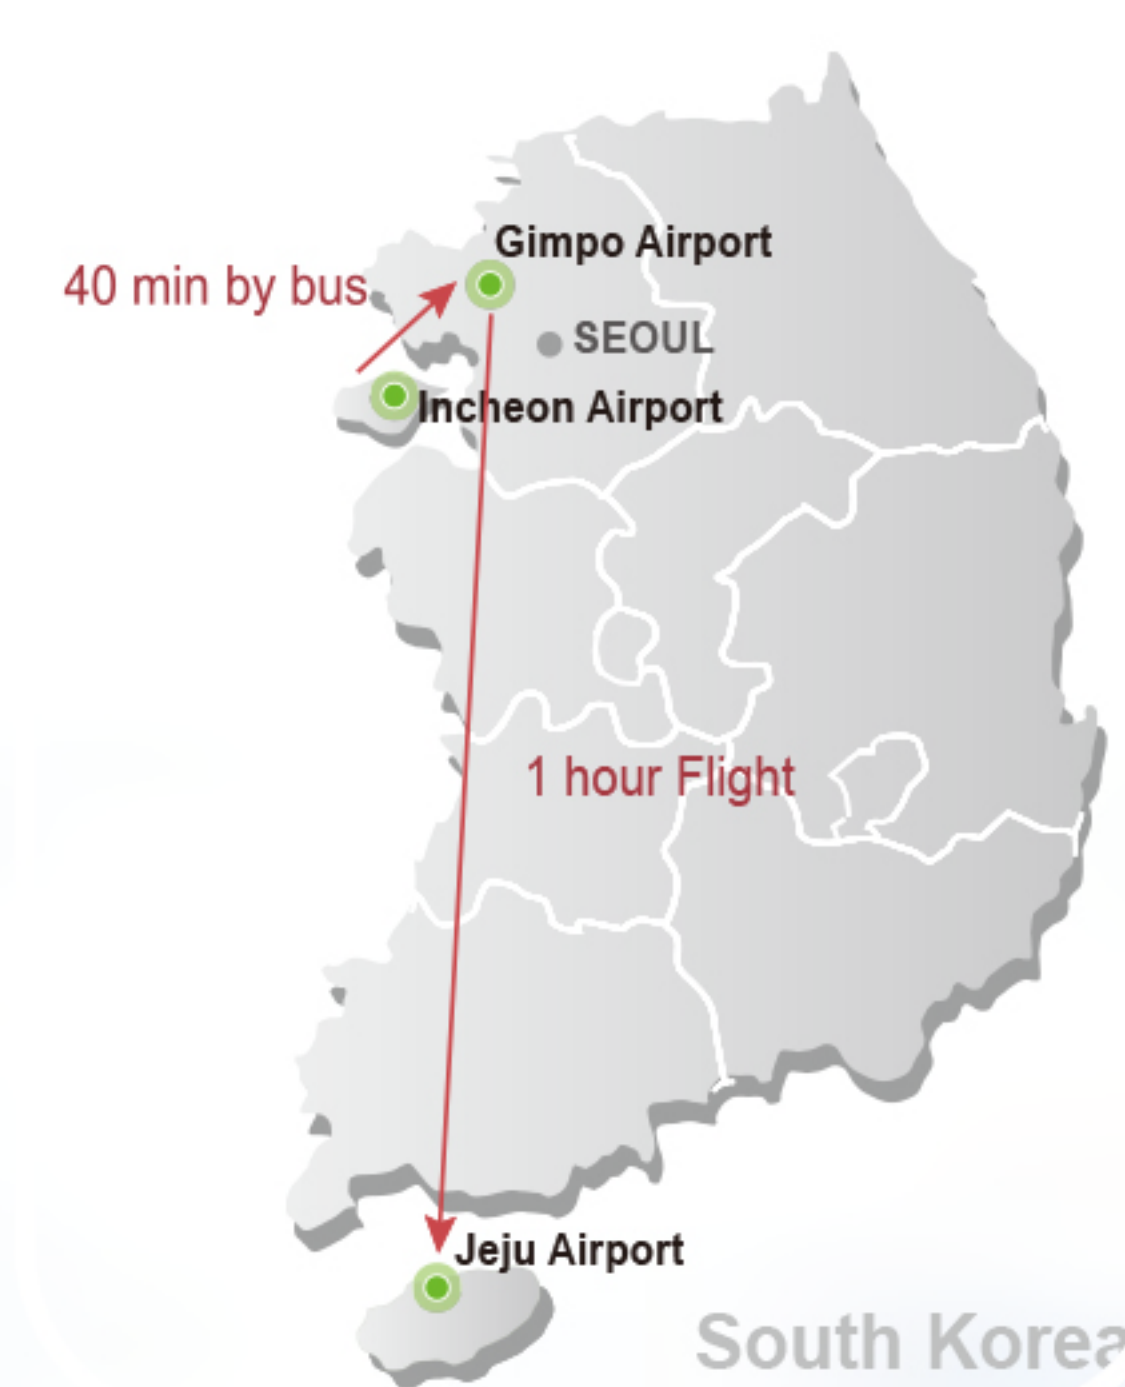 Gimpo Airport
40 min by bus
SEOUL
Incheon Airport
1 hour Flight
Jeju Airport
South Korea